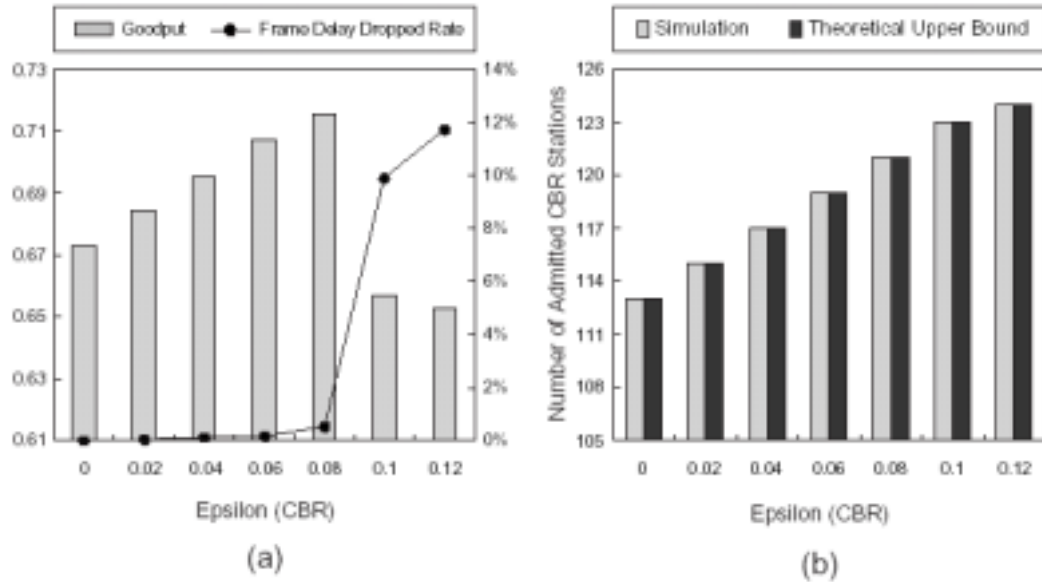 Goodput
Frame Delay Dropped Rate
0.73
0.71
0.69
0.67
0.65
0.63
0.61
14%
12%
10%
8%
6%
4%
2%
0%
0 0.02 0.04 0.06 0.08 0.1 0.12
Epsilon (CBR)
(a)
Simulation
Theoretical Upper Bound
Number of Admitted CBR Stations
126
123
120
117
114
111
108
105
0 0.02 0.04 0.06 0.08 0.1 0.12
Epsilon (CBR)
(b)